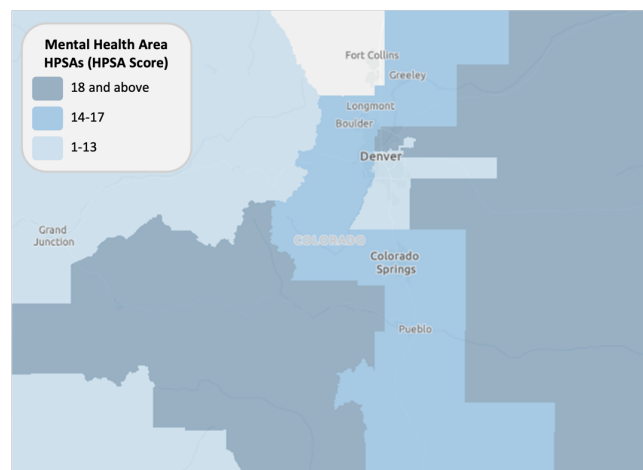 Mental Health Area
HPSAs (HPSA Score)
18 and above
14-17
1-13
Fort Collins
Greeley
Longmont
Boulder
Denver
Grand
Junction
COLORADO
Colorado
Springs
Pueblo